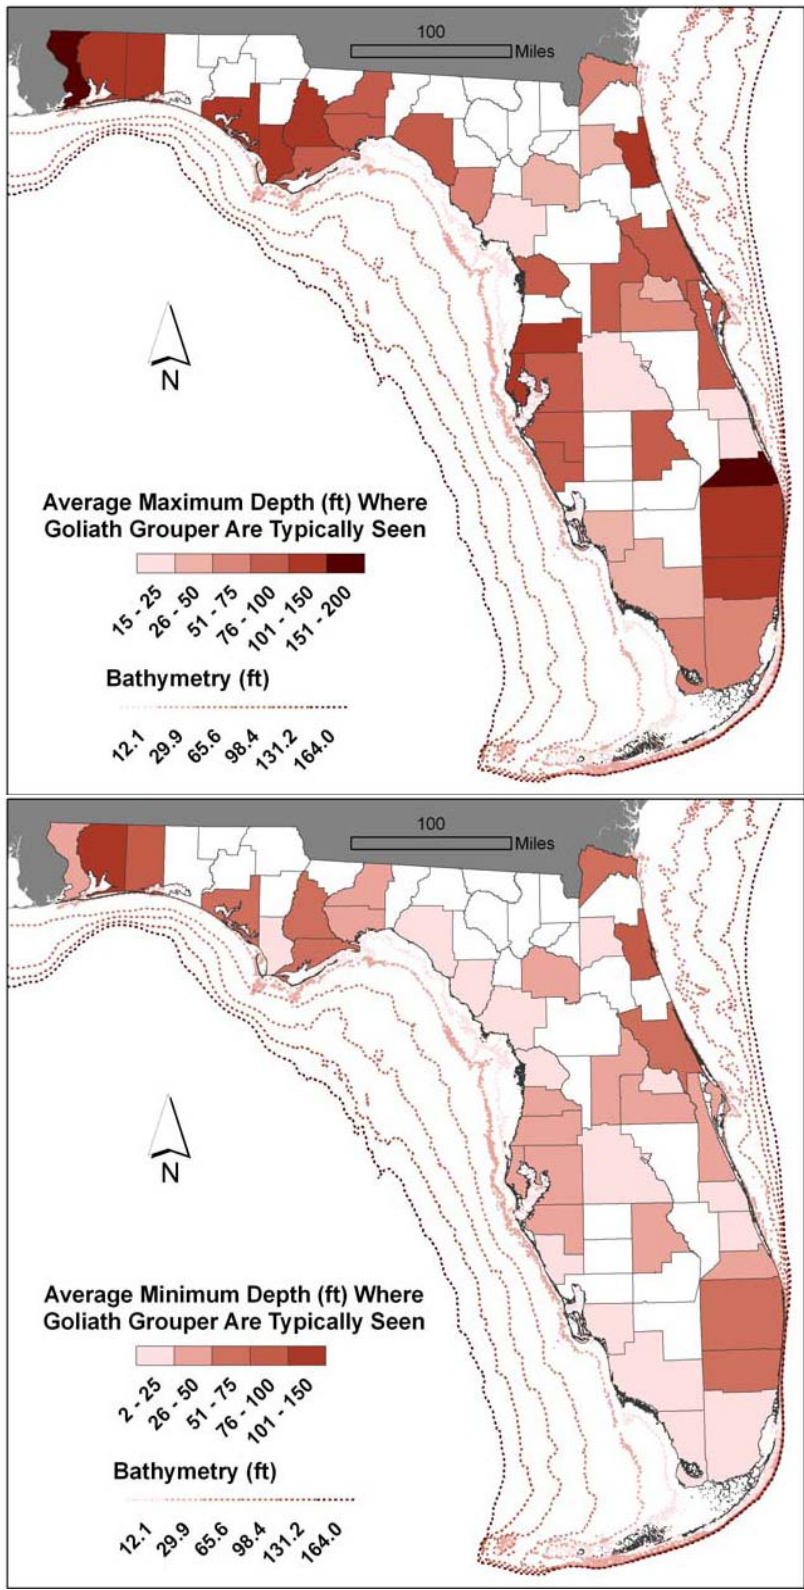 100
Miles
N
Average Maximum Depth (ft) Where
Goliath Grouper Are Typically Seen
15 - 25
26 - 50
51 - 75
76 - 100
101 - 150
151 - 200
Bathymetry (ft)
12.1
29.9
65.6
98.4
131.2
164.0
100
Miles
N
Average Minimum Depth (ft) Where
Goliath Grouper Are Typically Seen
2 - 25
26 - 50
51 - 75
76 - 100
101 - 150
Bathymetry (ft)
12.1
29.9
65.6
98.4
131.2
164.0